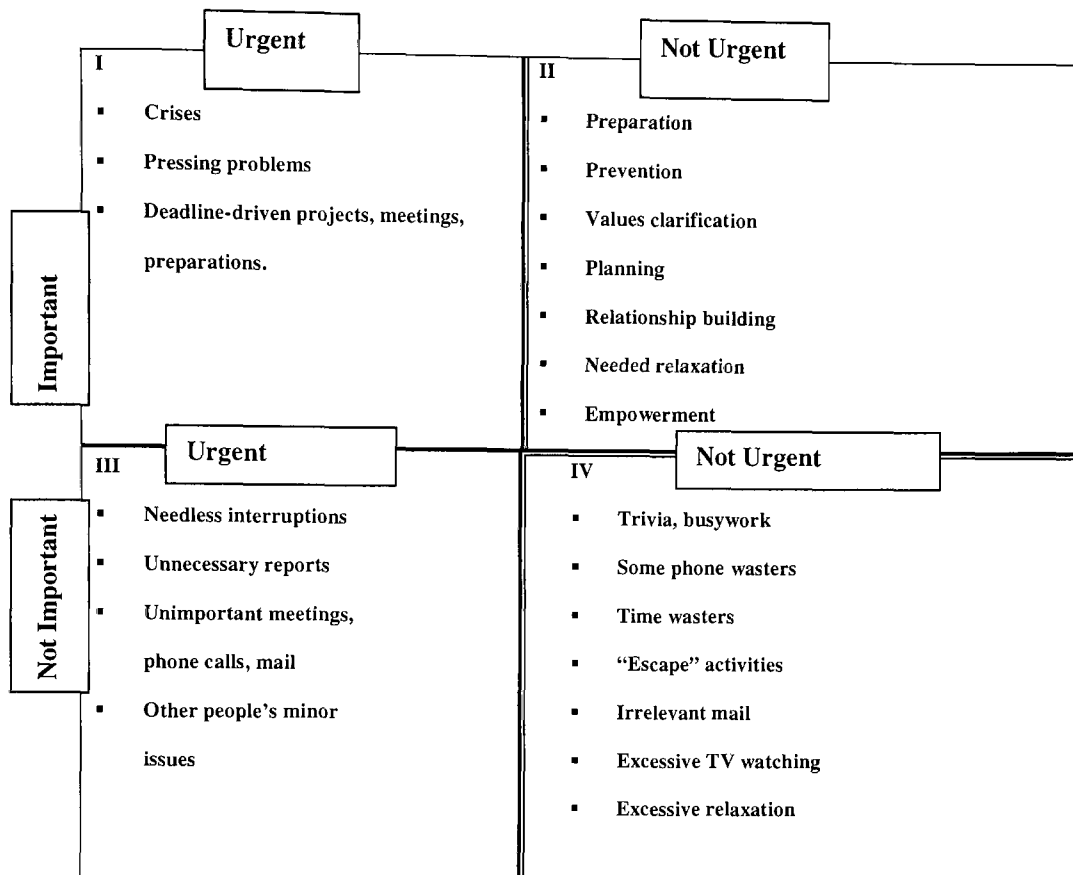 Urgent
Not Urgent
Important
I
▪ Crises
▪ Pressing problems
▪ Deadline-driven projects, meetings,
preparations.
II
▪ Preparation
▪ Prevention
▪ Values clarification
▪ Planning
▪ Relationship building
▪ Needed relaxation
▪ Empowerment
Urgent
Not Urgent
Not Important
III
▪ Needless interruptions
▪ Unnecessary reports
▪ Unimportant meetings,
phone calls, mail
▪ Other people's minor
issues
IV
▪ Trivia, busywork
▪ Some phone wasters
▪ Time wasters
▪ “Escape” activities
▪ Irrelevant mail
▪ Excessive TV watching
▪ Excessive relaxation